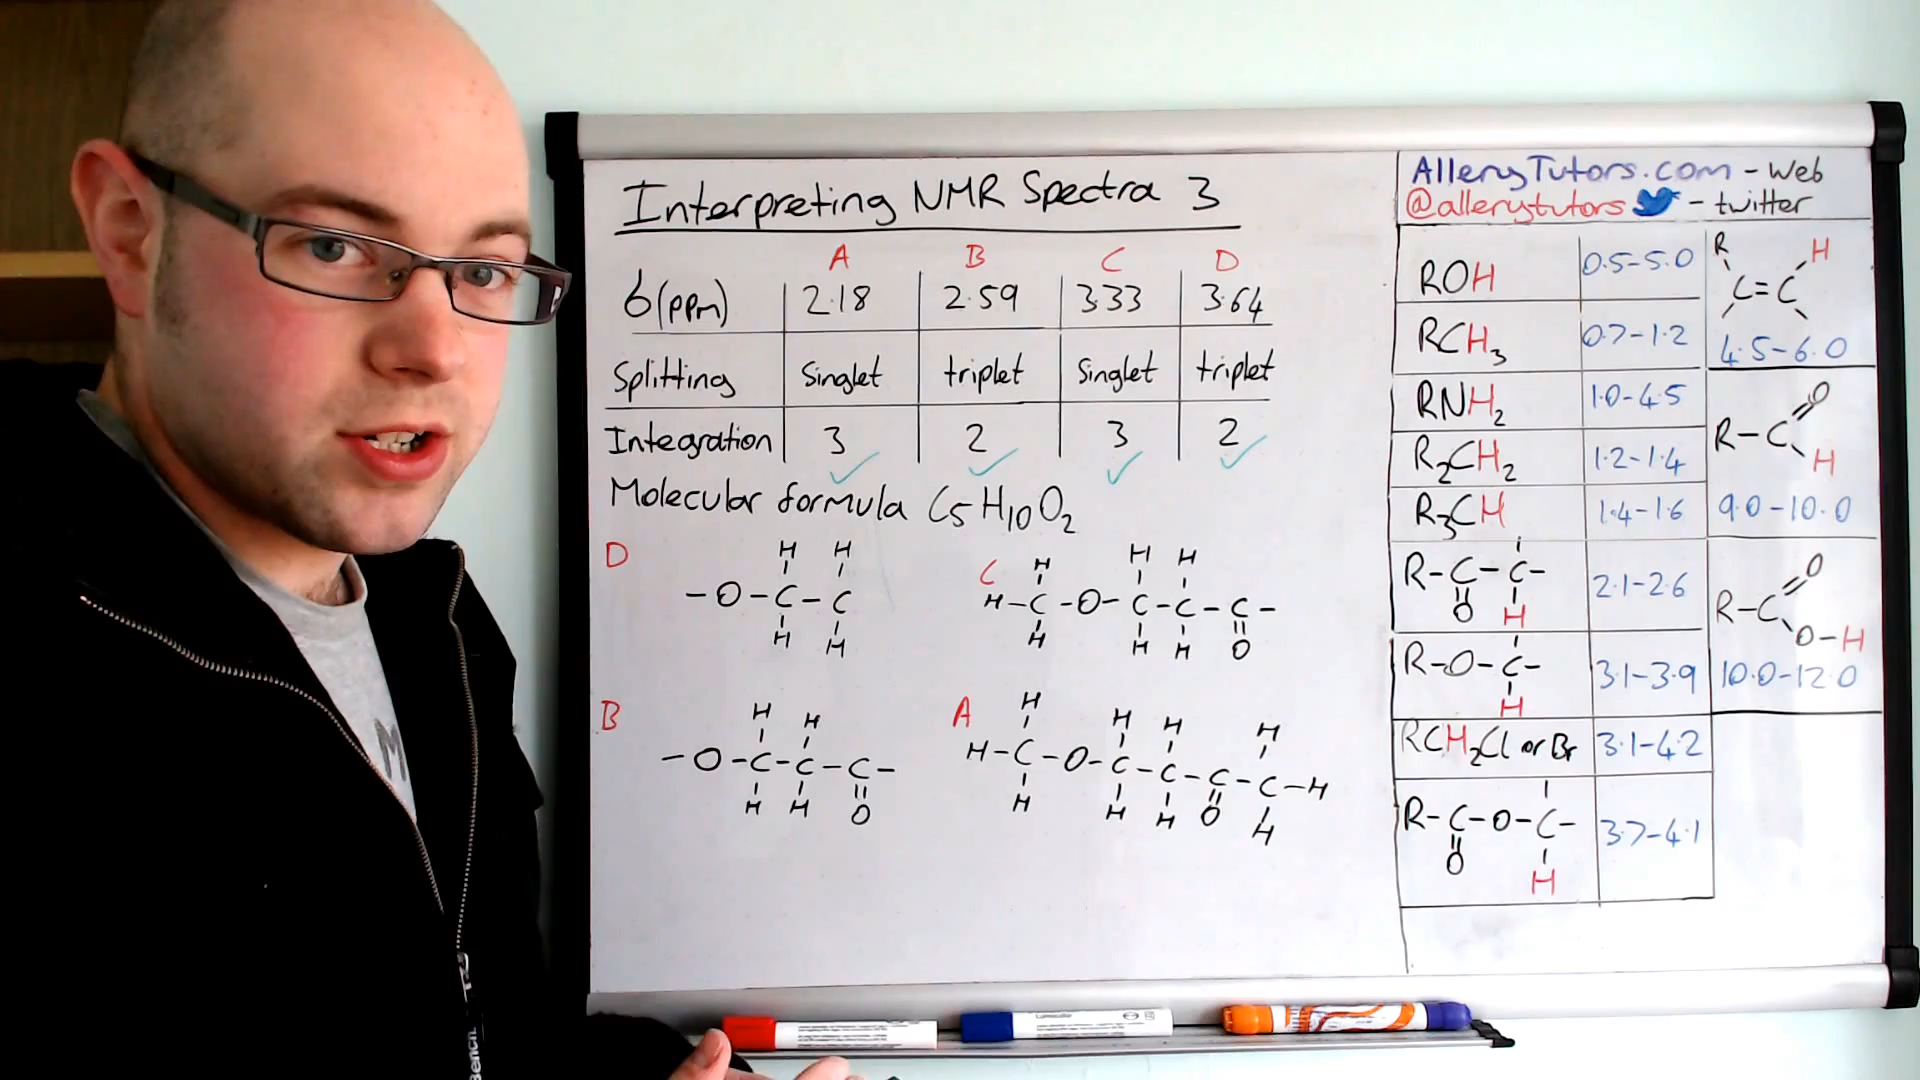 Interpreting NMR Spectra 3
A B C D
δ(ppm) 2.18 2.59 3.33 3.64
Splitting Singlet triplet Singlet triplet
Integration 3 2 3 2
Molecular formula C5H10O2
D
H H
-O-C-C
H H
C
H H H
H-C-O-C-C-C-
H H H O
B
H H
-O-C-C-C-
H H O
A
H H H H
H-C-O-C-C-C-C-H
H H H O H
AlleryTutors.com - Web
@allerytutors - twitter
ROH 0.5-5.0
RCH3 0.7-1.2
RNH2 1.0-4.5
R2CH2 1.2-1.4
R3CH 1.4-1.6
R-C-C-
O H
2.1-2.6
R-O-C-
H
3.1-3.9
RCH2Cl or Br 3.1-4.2
R-C-O-C-
O H
3.7-4.1
R H
C=C
4.5-6.0
O
R-C
H
9.0-10.0
O
R-C
O-H
10.0-12.0
M
Bench